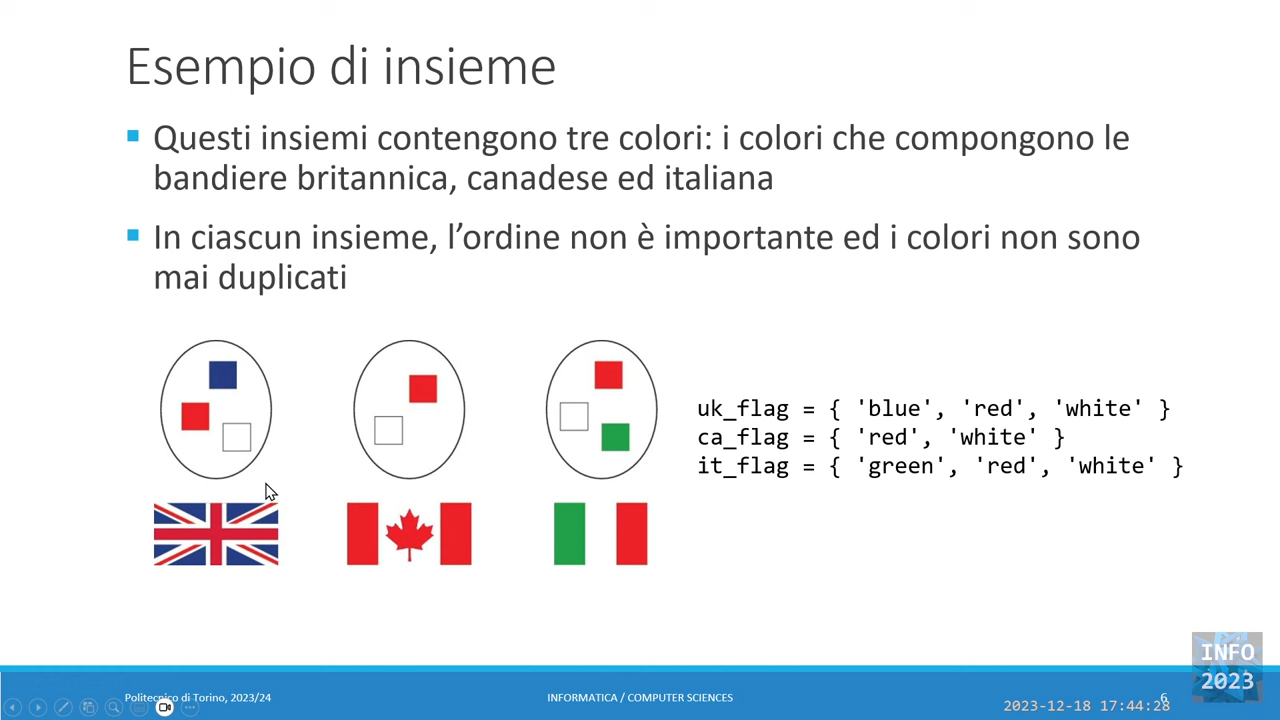 Esempio di insieme
Questi insiemi contengono tre colori: i colori che compongono le
bandiere britannica, canadese ed italiana
In ciascun insieme, l’ordine non è importante ed i colori non sono
mai duplicati
uk_flag = { 'blue', 'red', 'white' }
ca_flag = { 'red', 'white' }
it_flag = { 'green', 'red', 'white' }
Politecnico di Torino, 2023/24
INFORMATICA / COMPUTER SCIENCES
6
2023-12-18 17:44:28
INFO
2023